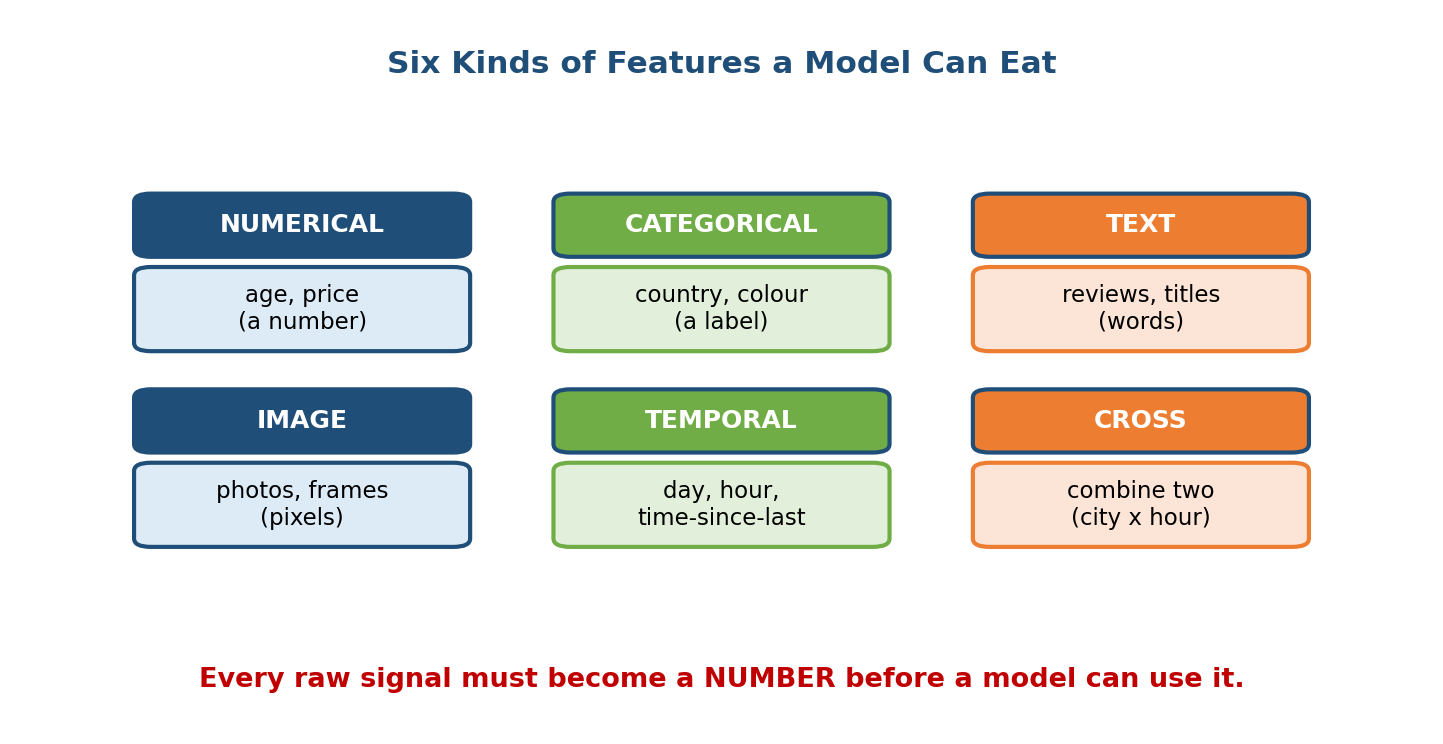 Six Kinds of Features a Model Can Eat
NUMERICAL
age, price
(a number)
CATEGORICAL
country, colour
(a label)
TEXT
reviews, titles
(words)
IMAGE
photos, frames
(pixels)
TEMPORAL
day, hour,
time-since-last
CROSS
combine two
(city x hour)
Every raw signal must become a NUMBER before a model can use it.